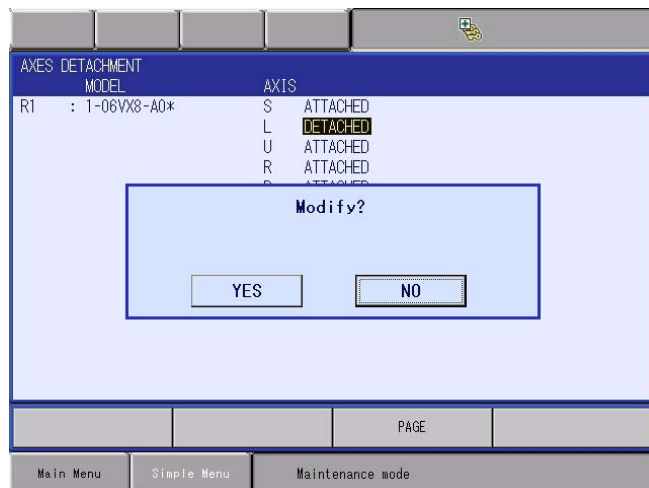 AXES DETACHMENT
MODEL AXIS
R1 : 1-06VX8-A0* S ATTACHED
L DETACHED
U ATTACHED
R ATTACHED
Modify?
YES NO
PAGE
Main Menu Simple Menu Maintenance mode